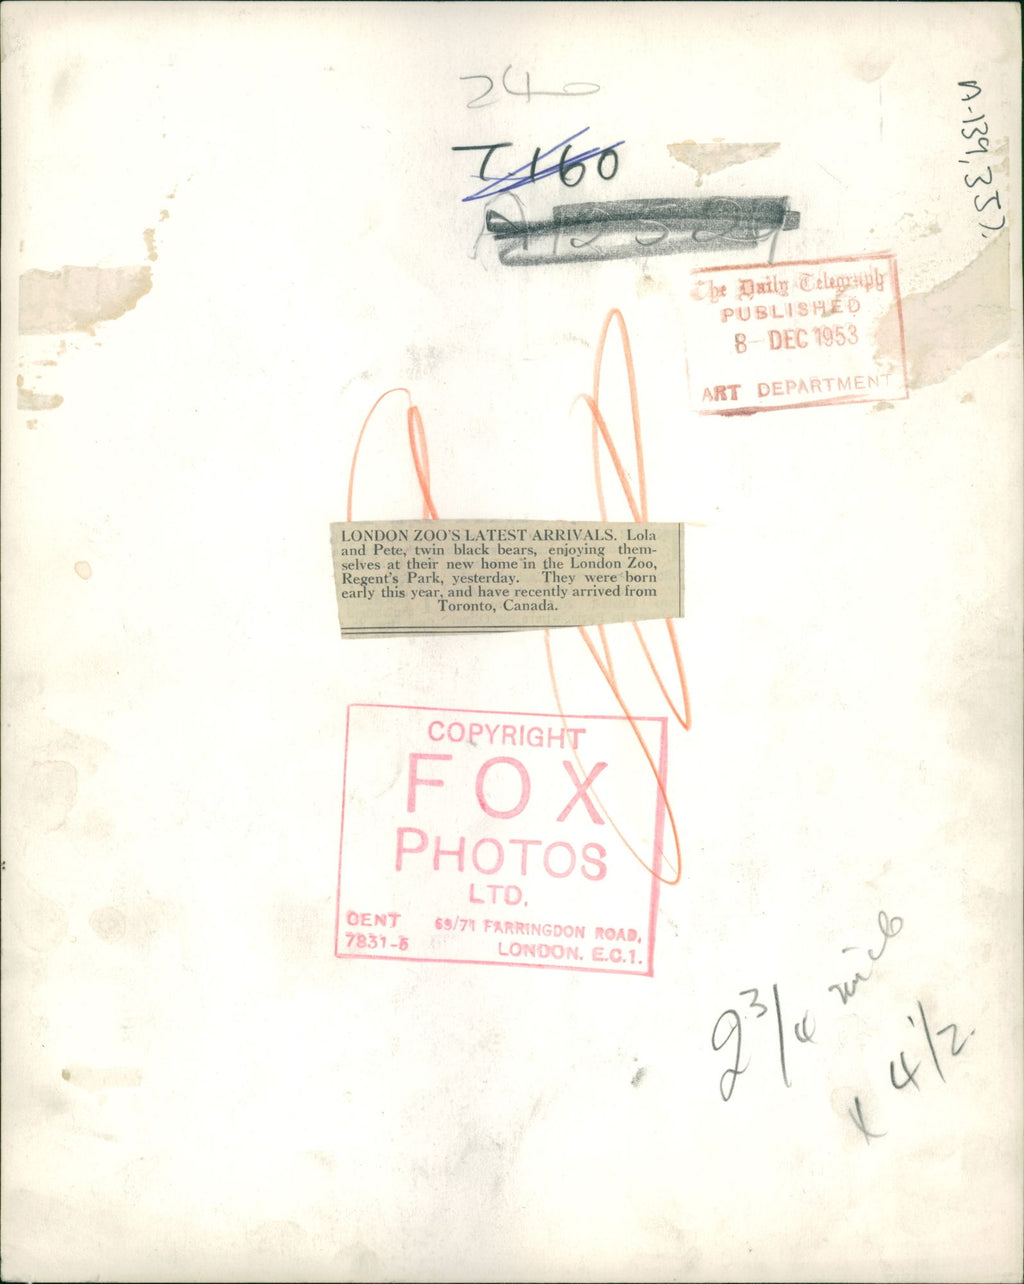 240
T 160
A-139,357.
The Daily Telegraph
PUBLISHED
8 - DEC 1953
ART DEPARTMENT
LONDON ZOO'S LATEST ARRIVALS. Lola
and Pete, twin black bears, enjoying them-
selves at their new home in the London Zoo,
Regent's Park, yesterday. They were born
early this year, and have recently arrived from
Toronto, Canada.
COPYRIGHT
FOX
PHOTOS
LTD.
CENT 69/71 FARRINGDON ROAD,
7831-5 LONDON. E.C.1.
2 3/4
x 4 1/2